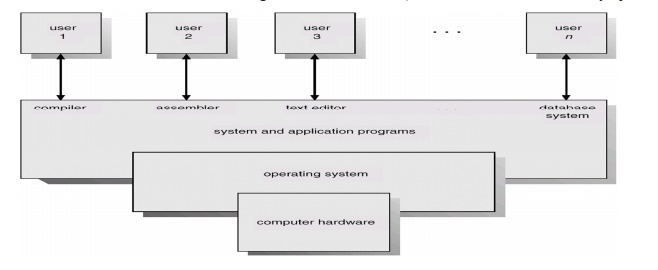 user
1
user
2
user
3
. . .
user
n
compiler
assembler
text editor
. . .
database
system
system and application programs
operating system
computer hardware